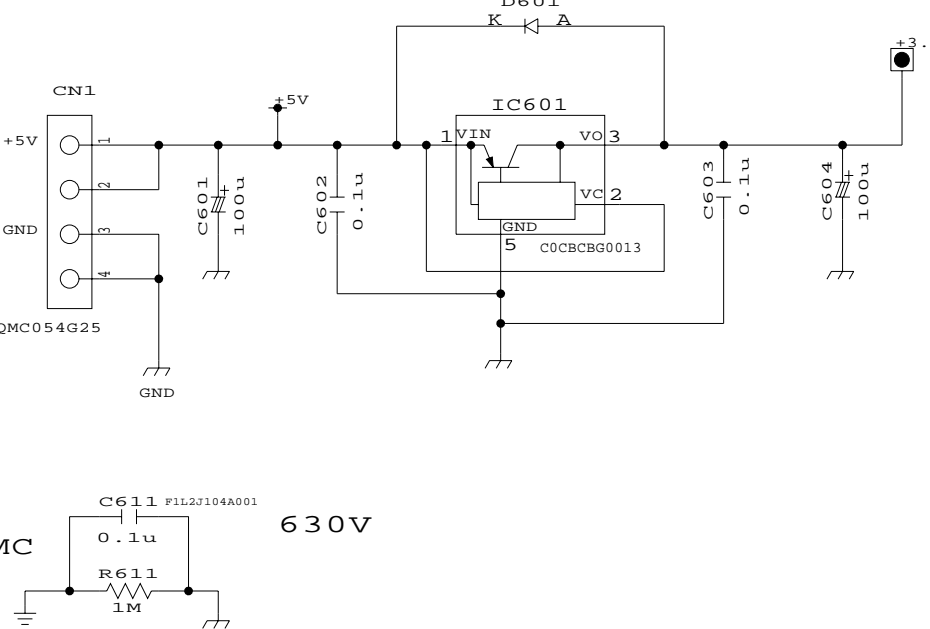 D601
K A
+3.
CN1
+5V
IC601
+5V
1
1 VIN VO 3
2
C601
100u
C602
0.1u
VC 2
C603
0.1u
C604
100u
GND
3
GND
5 C0CBCBG0013
4
QMC054G25
GND
C611 F1L2J104A001
0.1u
630V
MC
R611
1M